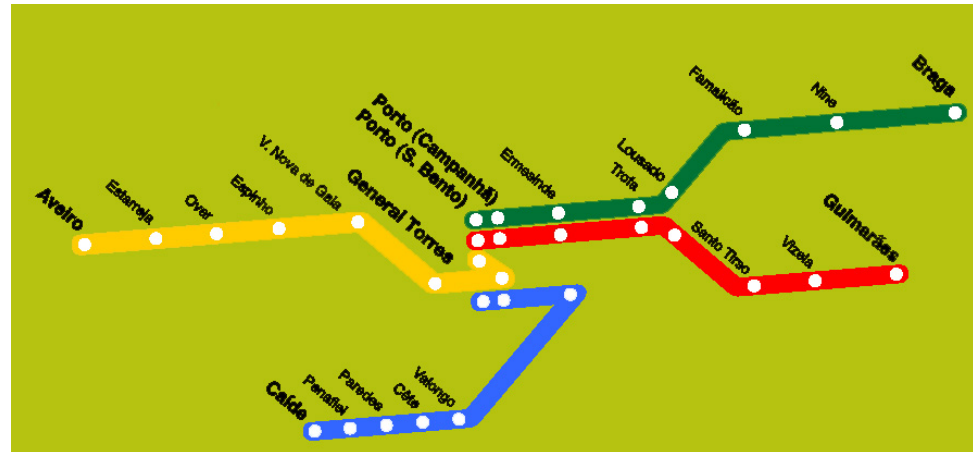 Aveiro
Estarreja
Ovar
Espinho
V. Nova de Gaia
General Torres
Porto (S. Bento)
Porto (Campanhã)
Ermesinde
Trofa
Lousado
Famalicão
Nine
Braga
Santo Tirso
Vizela
Guimarães
Caíde
Penafiel
Paredes
Cête
Valongo